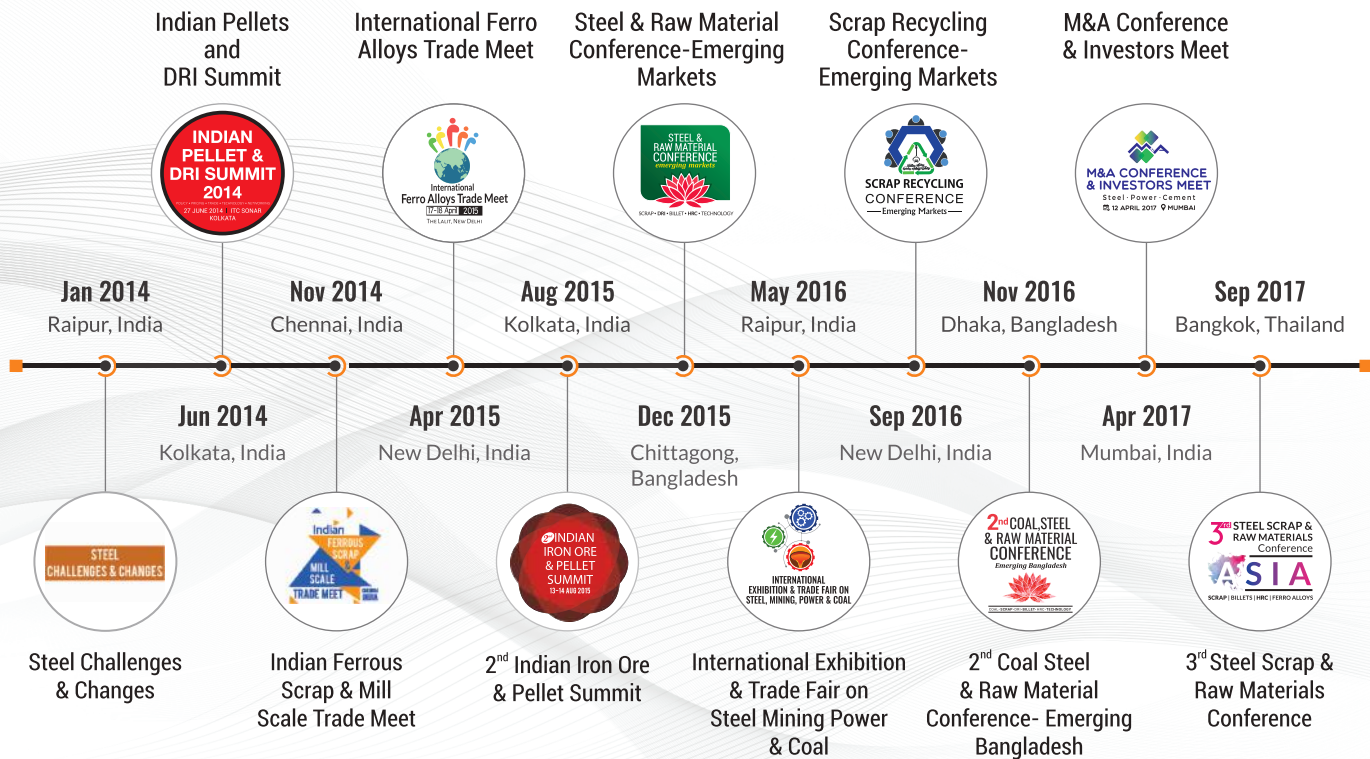 Indian Pellets
and
DRI Summit
International Ferro
Alloys Trade Meet
Steel & Raw Material
Conference-Emerging
Markets
Scrap Recycling
Conference-
Emerging Markets
M&A Conference
& Investors Meet
INDIAN
PELLET &
DRI SUMMIT
2014
27 JUNE 2014 | ITC SONAR
KOLKATA
International
Ferro Alloys Trade Meet
17-18 April 2015
THE LALIT, NEW DELHI
STEEL &
RAW MATERIAL
CONFERENCE
emerging markets
SCRAP • DRI • BILLET • HRC • TECHNOLOGY
SCRAP RECYCLING
CONFERENCE
Emerging Markets
M&A CONFERENCE
& INVESTORS MEET
Steel · Power · Cement
12 APRIL 2017 MUMBAI
Jan 2014
Raipur, India
Nov 2014
Chennai, India
Aug 2015
Kolkata, India
May 2016
Raipur, India
Nov 2016
Dhaka, Bangladesh
Sep 2017
Bangkok, Thailand
Jun 2014
Kolkata, India
Apr 2015
New Delhi, India
Dec 2015
Chittagong,
Bangladesh
Sep 2016
New Delhi, India
Apr 2017
Mumbai, India
STEEL
CHALLENGES & CHANGES
Indian
FERROUS
SCRAP
&
MILL
SCALE
TRADE MEET
2nd INDIAN
IRON ORE
& PELLET
SUMMIT
13-14 AUG 2015
INTERNATIONAL
EXHIBITION & TRADE FAIR ON
STEEL, MINING, POWER & COAL
2nd COAL,STEEL
& RAW MATERIAL
CONFERENCE
Emerging Bangladesh
COAL • SCRAP • DRI • BILLET • HRC • TECHNOLOGY
3rd STEEL SCRAP &
RAW MATERIALS
Conference
ASIA
SCRAP | BILLETS | HRC | FERRO ALLOYS
Steel Challenges
& Changes
Indian Ferrous
Scrap & Mill
Scale Trade Meet
2nd Indian Iron Ore
& Pellet Summit
International Exhibition
& Trade Fair on
Steel Mining Power
& Coal
2nd Coal Steel
& Raw Material
Conference- Emerging
Bangladesh
3rd Steel Scrap &
Raw Materials
Conference